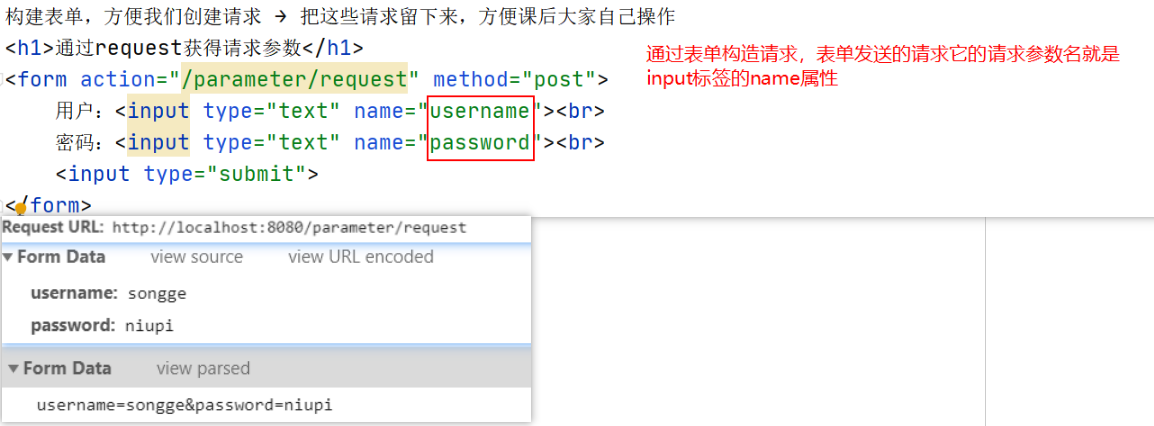 构建表单，方便我们创建请求 → 把这些请求留下来，方便课后大家自己操作
<h1>通过request获得请求参数</h1>
通过表单构造请求，表单发送的请求它的请求参数名就是
input标签的name属性
<form action="/parameter/request" method="post">
用户：<input type="text" name="username"><br>
密码：<input type="text" name="password"><br>
<input type="submit">
</form>
Request URL: http://localhost:8080/parameter/request
Form Data view source view URL encoded
username: songge
password: niupi
Form Data view parsed
username=songge&password=niupi